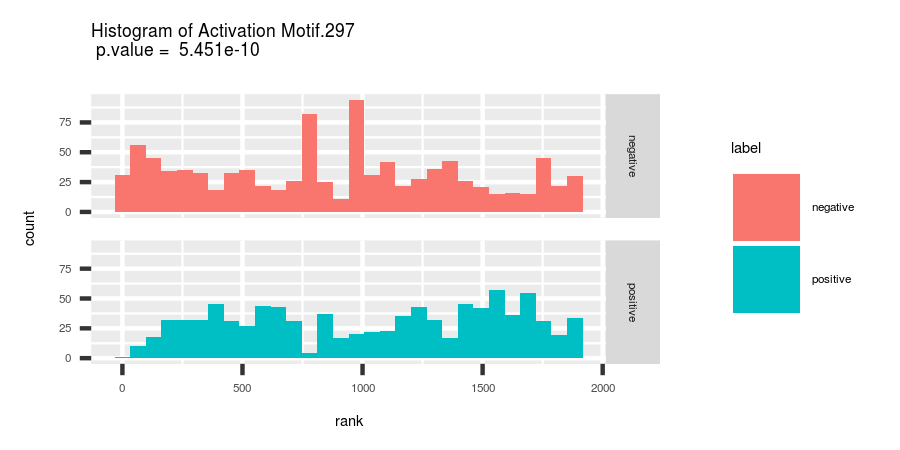 Histogram of Activation Motif.297
p.value = 5.451e-10
count
75
50
25
0
negative
75
50
25
0
positive
0 500 1000 1500 2000
rank
label
negative
positive